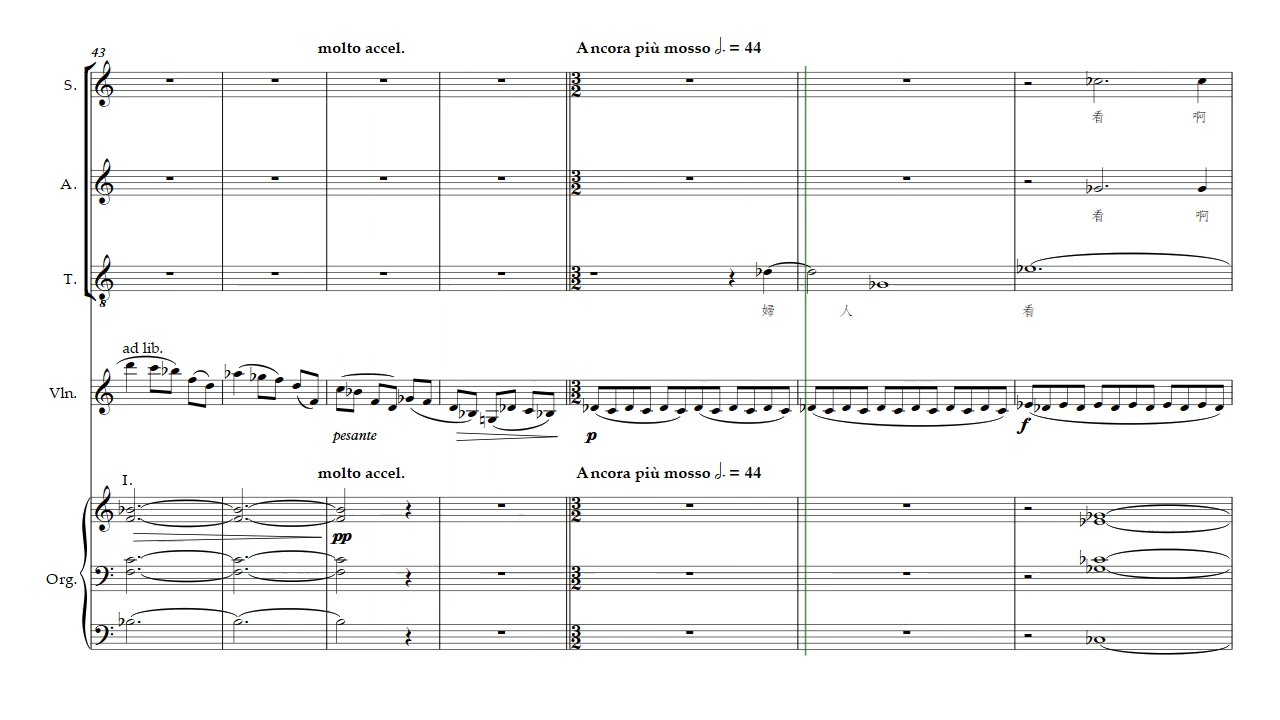 43
molto accel.
Ancora più mosso 𝅗𝅥. = 44
S.
看 啊
A.
看 啊
T.
婦 人 看
ad lib.
Vln.
pesante
p
f
molto accel.
Ancora più mosso 𝅗𝅥. = 44
I.
pp
Org.